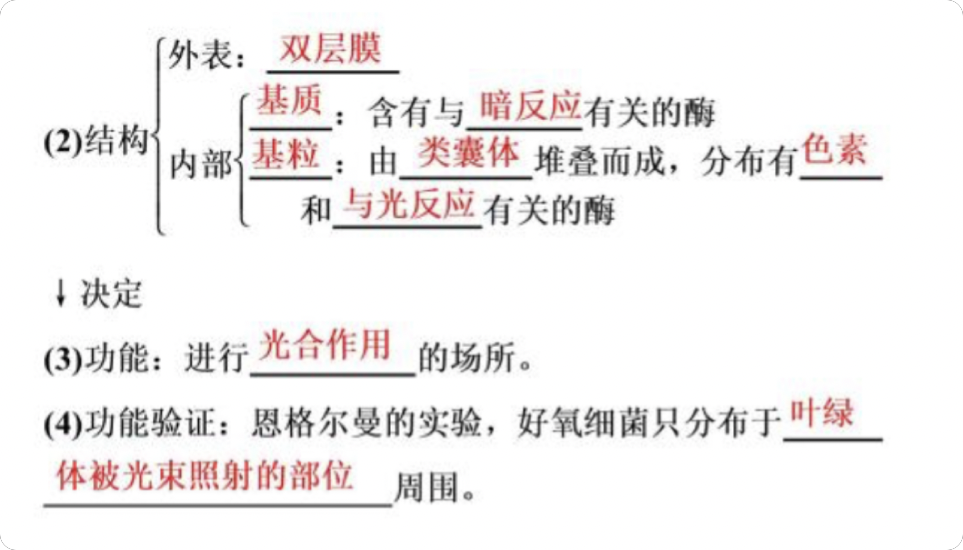 外表：双层膜
基质：含有与暗反应有关的酶
(2)结构
内部
基粒：由类囊体堆叠而成，分布有色素
和与光反应有关的酶
↓决定
(3)功能：进行光合作用的场所。
(4)功能验证：恩格尔曼的实验，好氧细菌只分布于叶绿
体被光束照射的部位周围。